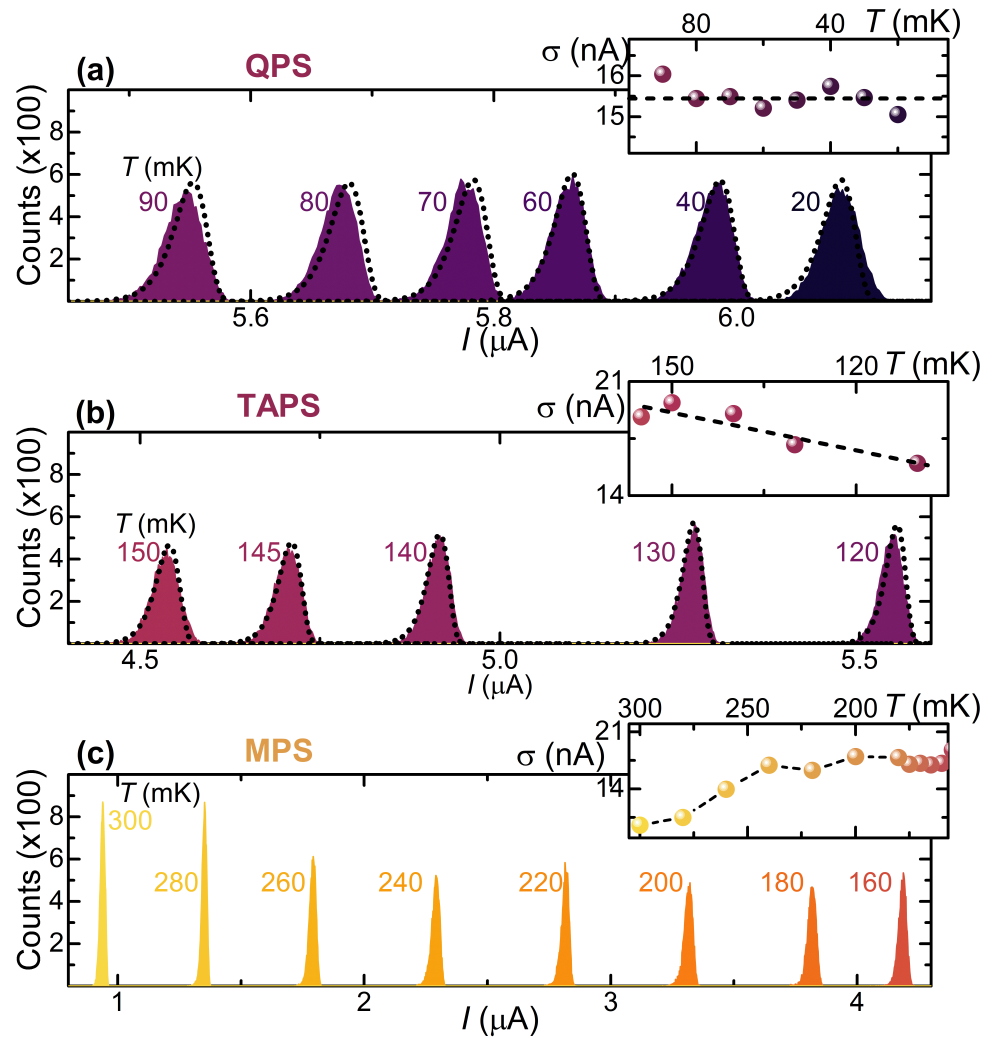 80 40 T (mK)
(a) QPS σ (nA)
16
15
Counts (x100)
8
6
4
2
T (mK)
90 80 70 60 40 20
5.6 5.8 6.0
I (μA)
150 120 T (mK)
(b) TAPS σ (nA)
21
14
Counts (x100)
8
6
4
2
T (mK)
150 145 140 130 120
4.5 5.0 5.5
I (μA)
300 250 200 T (mK)
(c) MPS σ (nA)
21
14
Counts (x100)
8
6
4
2
T (mK)
300
280 260 240 220 200 180 160
1 2 3 4
I (μA)